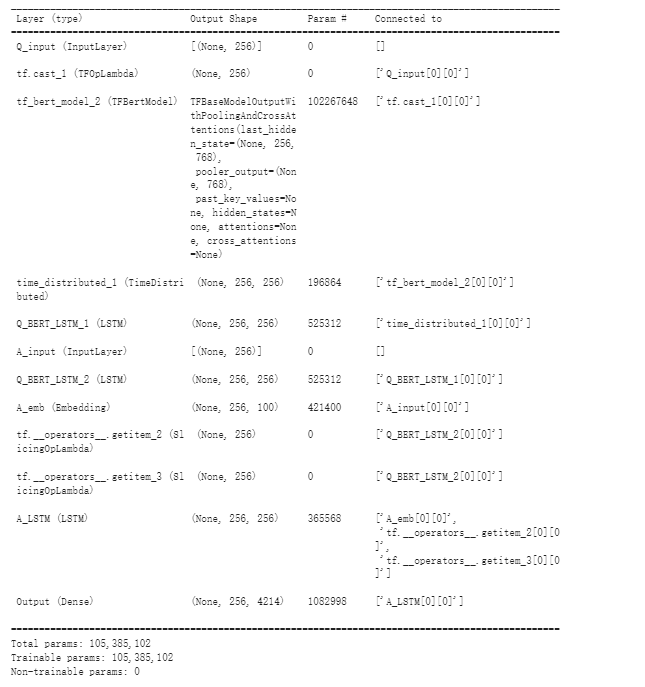 Layer (type) Output Shape Param # Connected to
Q_input (InputLayer) [(None, 256)] 0 []
tf.cast_1 (TFOpLambda) (None, 256) 0 ['Q_input[0][0]']
tf_bert_model_2 (TFBertModel) TFBaseModelOutputWi 102267648 ['tf.cast_1[0][0]']
thPoolingAndCrossAt
tentions(last_hidde
n_state=(None, 256,
768),
pooler_output=(Non
e, 768),
past_key_values=No
ne, hidden_states=N
one, attentions=Non
e, cross_attentions
=None)
time_distributed_1 (TimeDistri (None, 256, 256) 196864 ['tf_bert_model_2[0][0]']
buted)
Q_BERT_LSTM_1 (LSTM) (None, 256, 256) 525312 ['time_distributed_1[0][0]']
A_input (InputLayer) [(None, 256)] 0 []
Q_BERT_LSTM_2 (LSTM) (None, 256, 256) 525312 ['Q_BERT_LSTM_1[0][0]']
A_emb (Embedding) (None, 256, 100) 421400 ['A_input[0][0]']
tf.__operators__.getitem_2 (Sl (None, 256) 0 ['Q_BERT_LSTM_2[0][0]']
icingOpLambda)
tf.__operators__.getitem_3 (Sl (None, 256) 0 ['Q_BERT_LSTM_2[0][0]']
icingOpLambda)
A_LSTM (LSTM) (None, 256, 256) 365568 ['A_emb[0][0]',
'tf.__operators__.getitem_2[0][0
]',
'tf.__operators__.getitem_3[0][0
]']
Output (Dense) (None, 256, 4214) 1082998 ['A_LSTM[0][0]']
Total params: 105,385,102
Trainable params: 105,385,102
Non-trainable params: 0